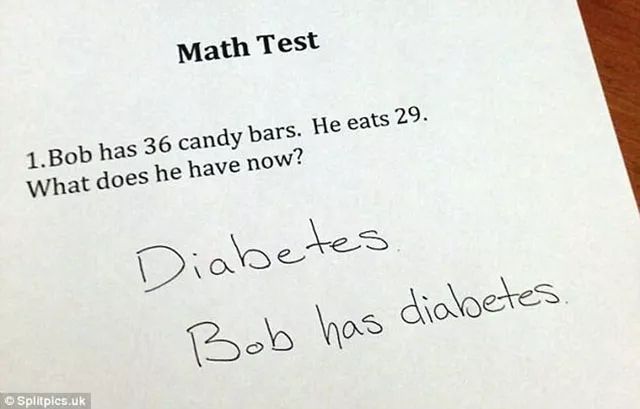 Math Test
1.Bob has 36 candy bars. He eats 29.
What does he have now?
Diabetes.
Bob has diabetes.
© Splitpics.uk